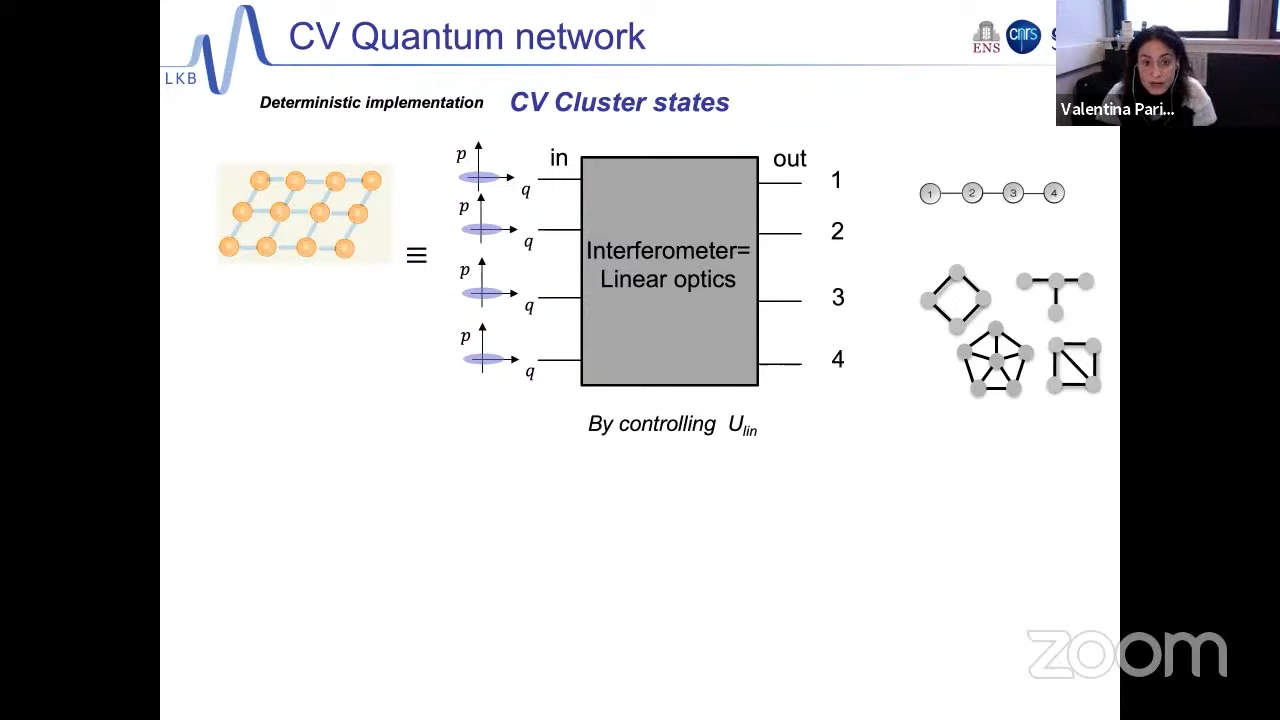 CV Quantum network
LKB
ENS
cnrs
Valentina Pari...
Deterministic implementation
CV Cluster states
p
q
p
q
p
q
p
q
in
out
≡
Interferometer=
Linear optics
1
2
3
4
1 2 3 4
By controlling U_lin
zoom